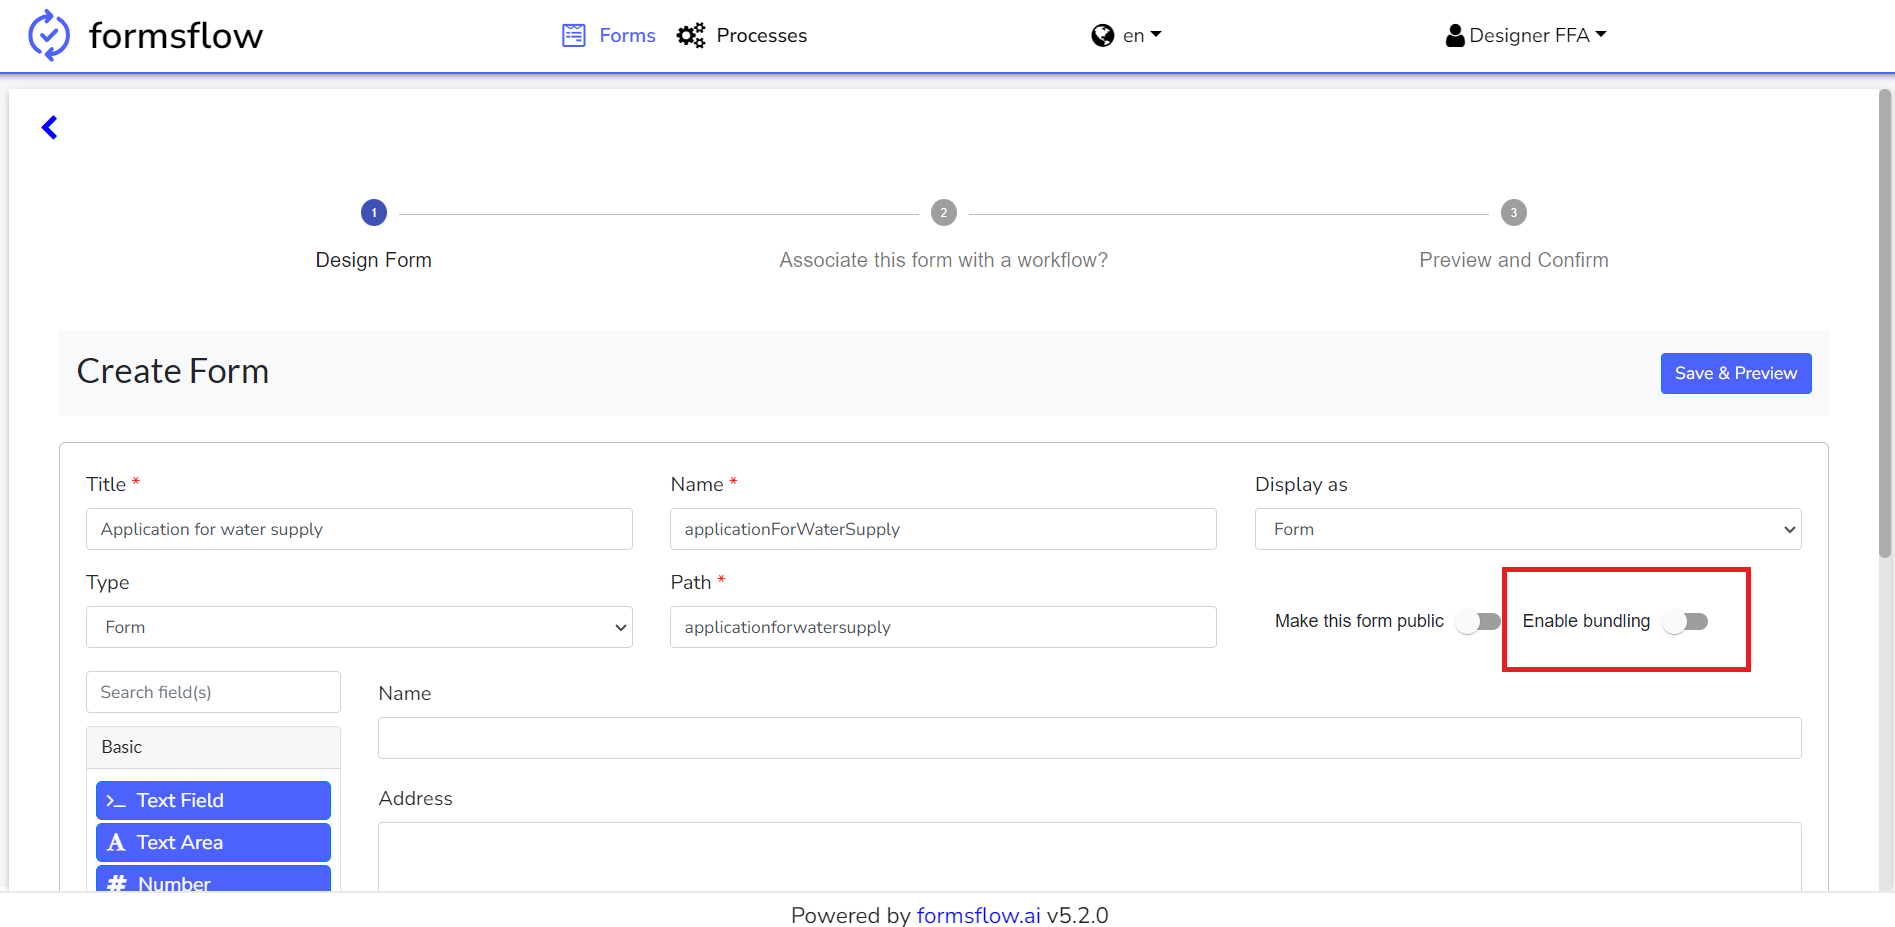 formsflow
Forms
Processes
en
Designer FFA
1
2
3
Design Form
Associate this form with a workflow?
Preview and Confirm
Create Form
Save & Preview
Title *
Name *
Display as
Application for water supply
applicationForWaterSupply
Form
Type
Path *
Form
applicationforwatersupply
Make this form public
Enable bundling
Search field(s)
Name
Basic
>_ Text Field
Address
A Text Area
# Number
Powered by formsflow.ai v5.2.0